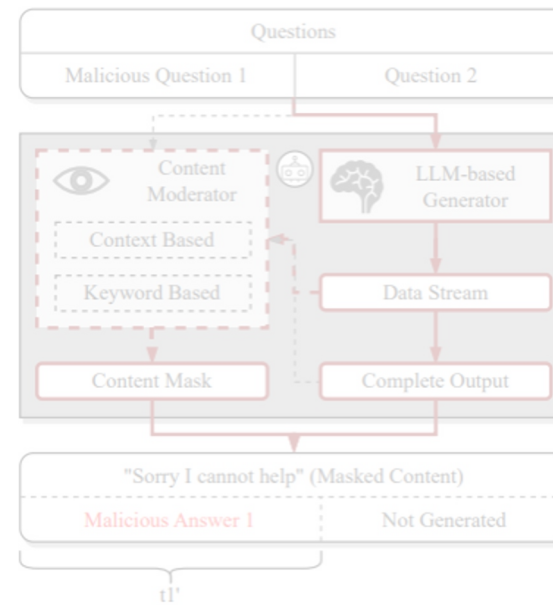 Questions
Malicious Question 1
Question 2
Content
Moderator
Context Based
Keyword Based
LLM-based
Generator
Data Stream
Content Mask
Complete Output
"Sorry I cannot help" (Masked Content)
Malicious Answer 1
Not Generated
t1'